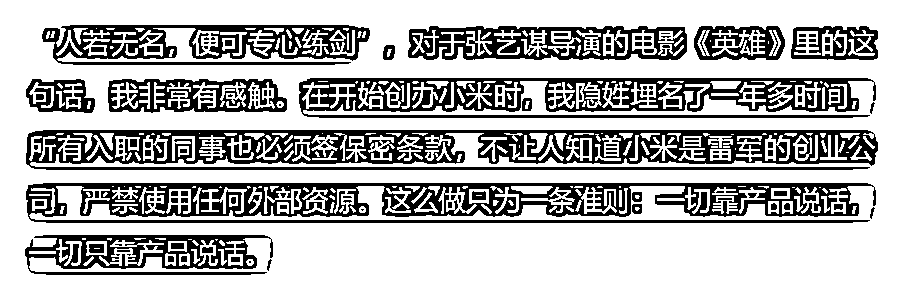 “人若无名，便可专心练剑”，对于张艺谋导演的电影《英雄》里的这
句话，我非常有感触。在开始创办小米时，我隐姓埋名了一年多时间，
所有入职的同事也必须签保密条款，不让人知道小米是雷军的创业公
司，严禁使用任何外部资源。这么做只为一条准则：一切靠产品说话，
一切只靠产品说话。